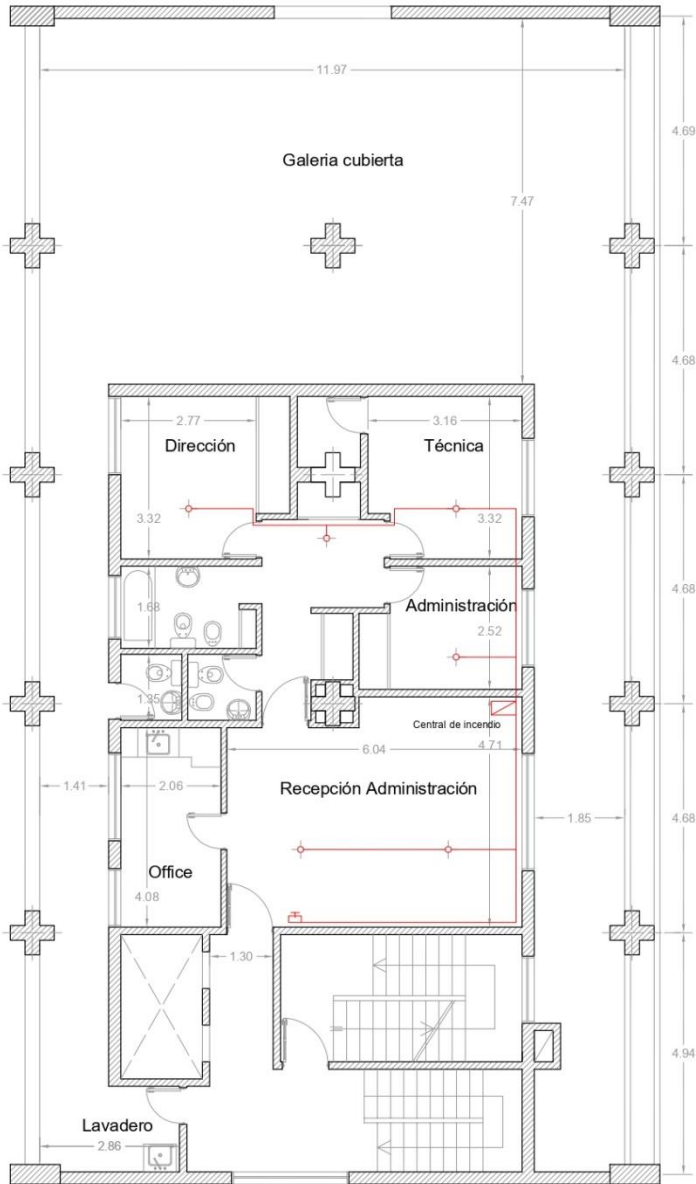 11.97
4.69
Galeria cubierta
7.47
4.68
2.77
3.16
Dirección
Técnica
3.32
3.32
4.68
1.68
Administración
2.52
1.35
Central de incendio
6.04
4.71
1.41
2.06
Recepción Administración
1.85
4.68
Office
4.08
1.30
4.94
Lavadero
2.86